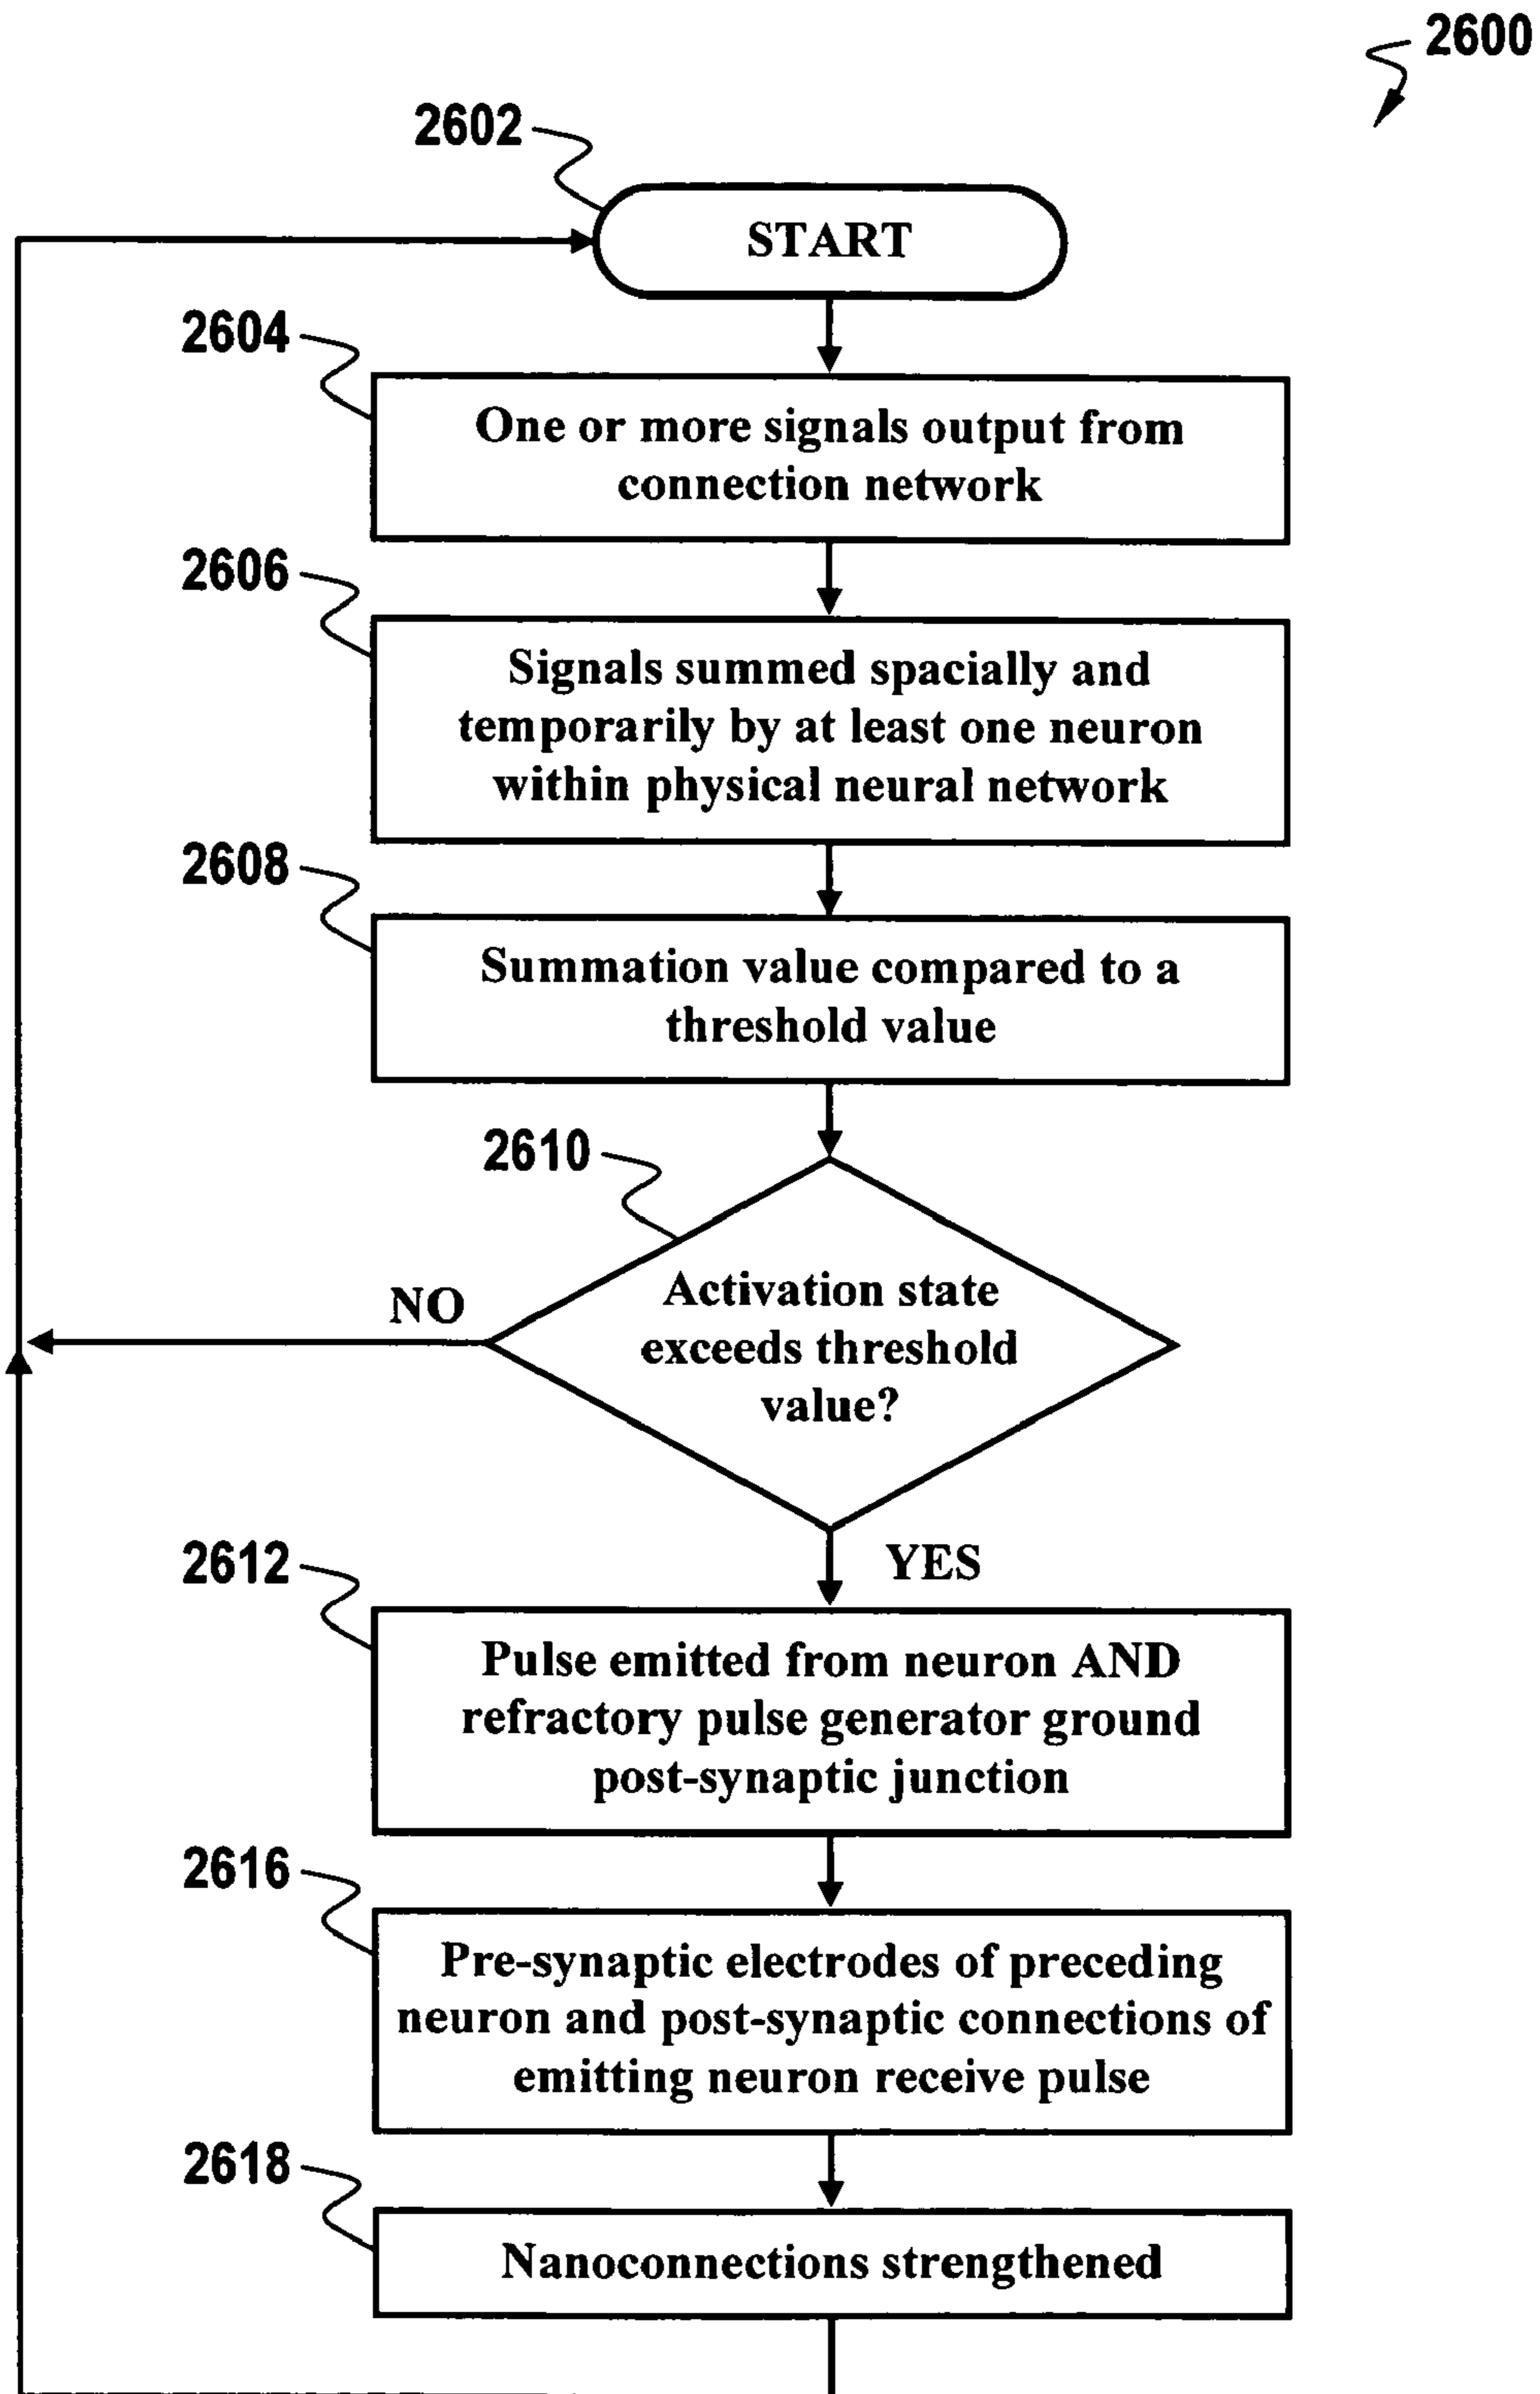 2600
2602
START
2604
One or more signals output from
connection network
2606
Signals summed spacially and
temporarily by at least one neuron
within physical neural network
2608
Summation value compared to a
threshold value
2610
Activation state
exceeds threshold
value?
NO
YES
2612
Pulse emitted from neuron AND
refractory pulse generator ground
post-synaptic junction
2616
Pre-synaptic electrodes of preceding
neuron and post-synaptic connections of
emitting neuron receive pulse
2618
Nanoconnections strengthened